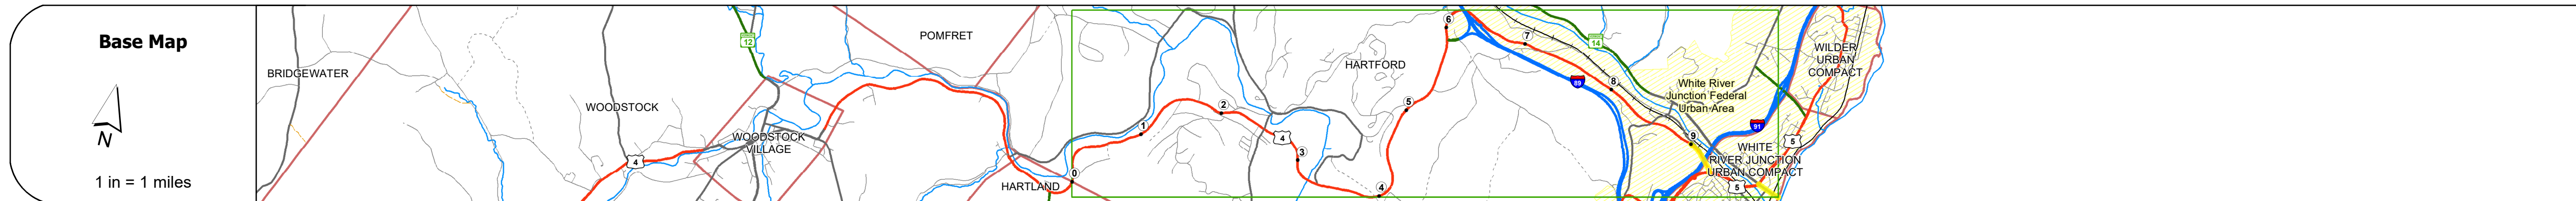 Base Map
N
1 in = 1 miles
BRIDGEWATER
WOODSTOCK
4
12
WOODSTOCK
VILLAGE
POMFRET
HARTLAND
0
1
2
4
3
4
5
6
HARTFORD
7
89
8
14
White River
Junction Federal
Urban Area
9
91
WHITE
RIVER JUNCTION
URBAN COMPACT
5
5
WILDER
URBAN
COMPACT